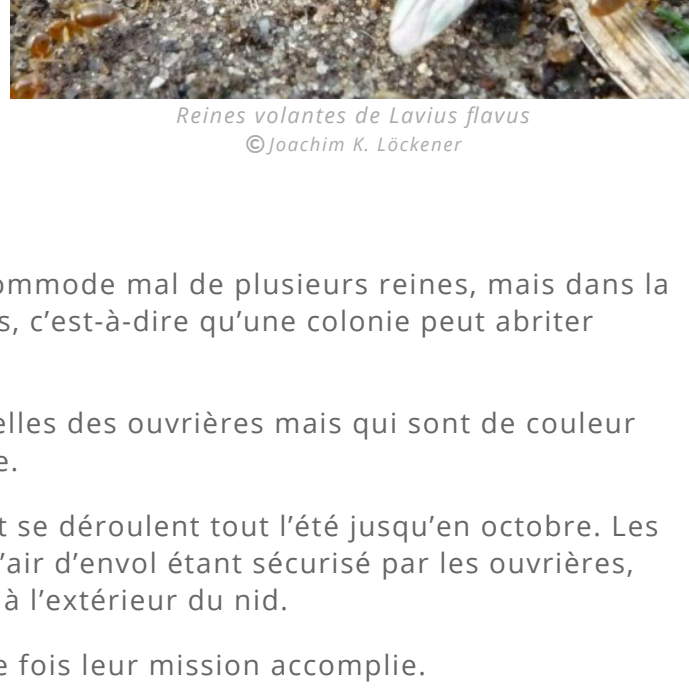 Reines volantes de Lavius flavus
©Joachim K. Löckener
mal de plusieurs reines, mais dans la
c’est-à-dire qu’une colonie peut abriter
des ouvrières mais qui sont de couleur
se déroulent tout l’été jusqu’en octobre. Les
’air d’envol étant sécurisé par les ouvrières,
à l’extérieur du nid.
fois leur mission accomplie.